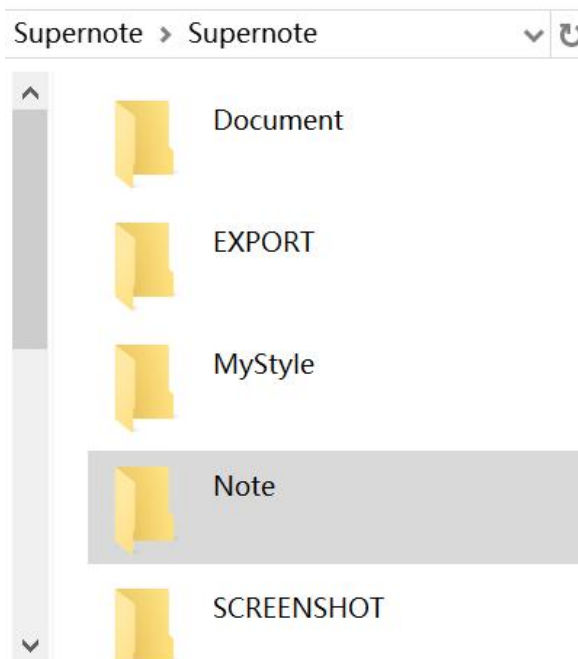 Supernote > Supernote
Document
EXPORT
MyStyle
Note
SCREENSHOT